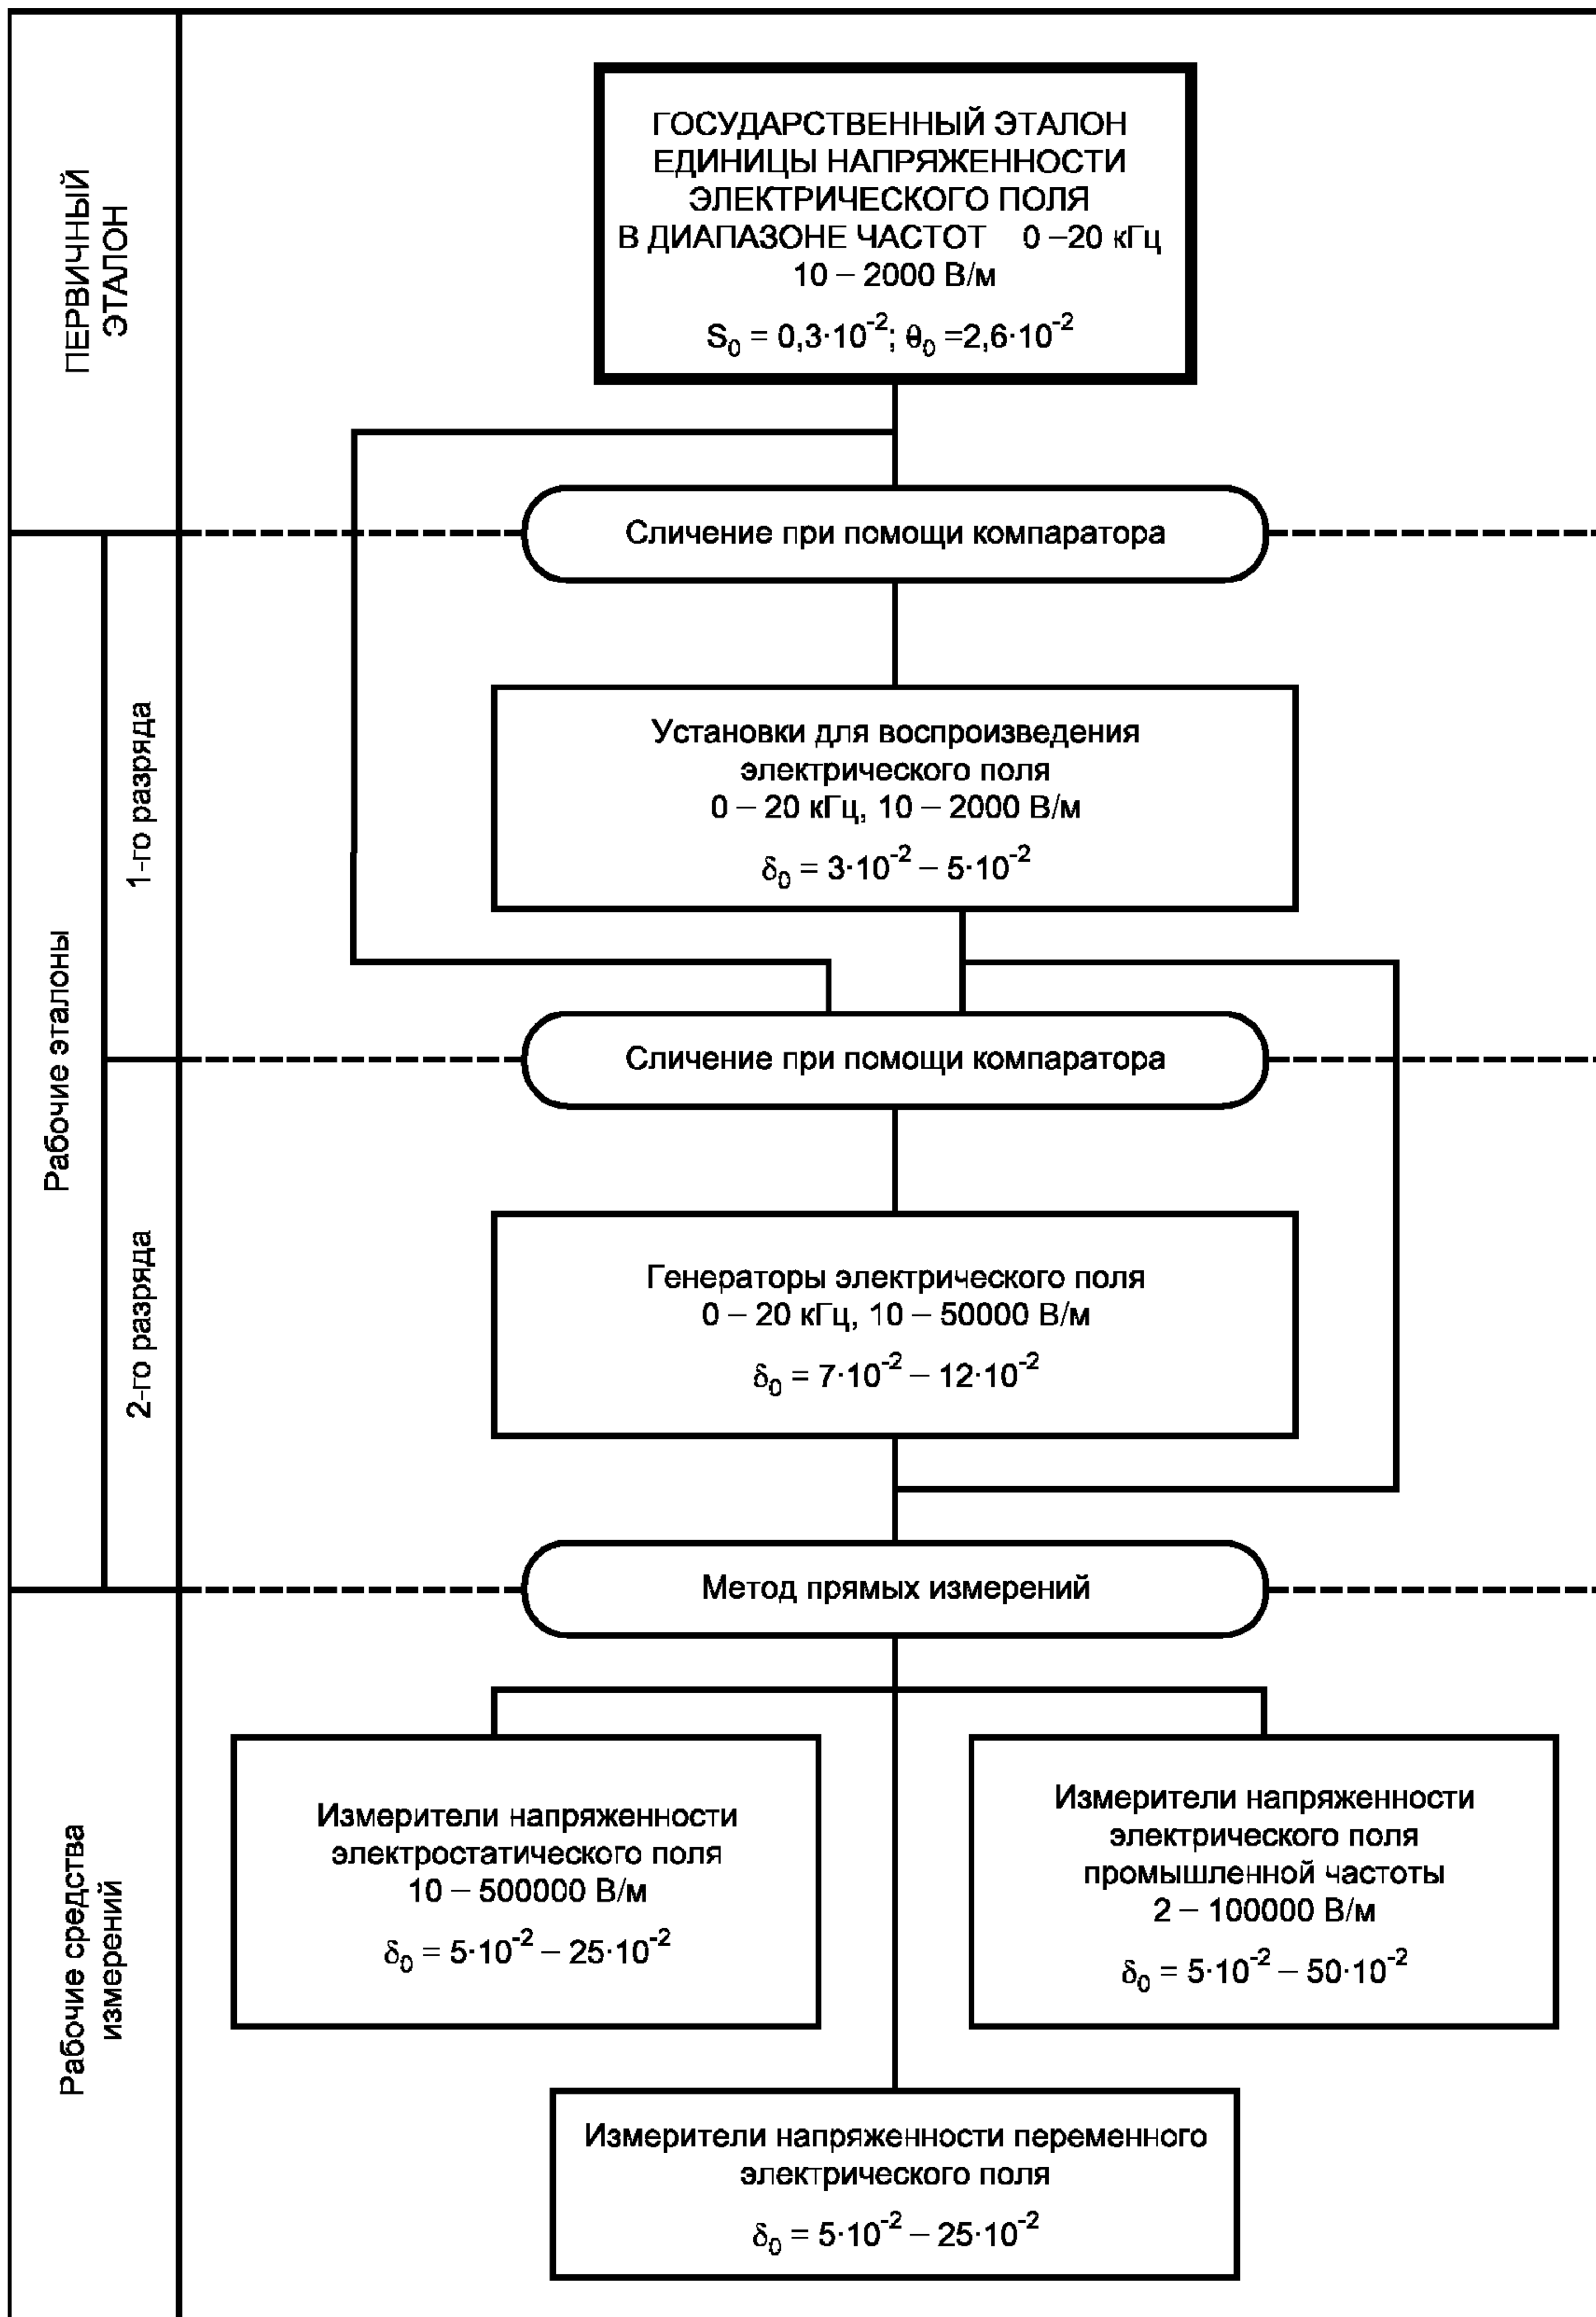 ПЕРВИЧНЫЙ
ЭТАЛОН
ГОСУДАРСТВЕННЫЙ ЭТАЛОН
ЕДИНИЦЫ НАПРЯЖЕННОСТИ
ЭЛЕКТРИЧЕСКОГО ПОЛЯ
В ДИАПАЗОНЕ ЧАСТОТ 0 –20 кГц
10 – 2000 В/м
S₀ = 0,3·10⁻²; θ₀ =2,6·10⁻²
Сличение при помощи компаратора
Рабочие эталоны
1-го разряда
Установки для воспроизведения
электрического поля
0 – 20 кГц, 10 – 2000 В/м
δ₀ = 3·10⁻² – 5·10⁻²
Сличение при помощи компаратора
2-го разряда
Генераторы электрического поля
0 – 20 кГц, 10 – 50000 В/м
δ₀ = 7·10⁻² – 12·10⁻²
Метод прямых измерений
Рабочие средства
измерений
Измерители напряженности
электростатического поля
10 – 500000 В/м
δ₀ = 5·10⁻² – 25·10⁻²
Измерители напряженности
электрического поля
промышленной частоты
2 – 100000 В/м
δ₀ = 5·10⁻² – 50·10⁻²
Измерители напряженности переменного
электрического поля
δ₀ = 5·10⁻² – 25·10⁻²